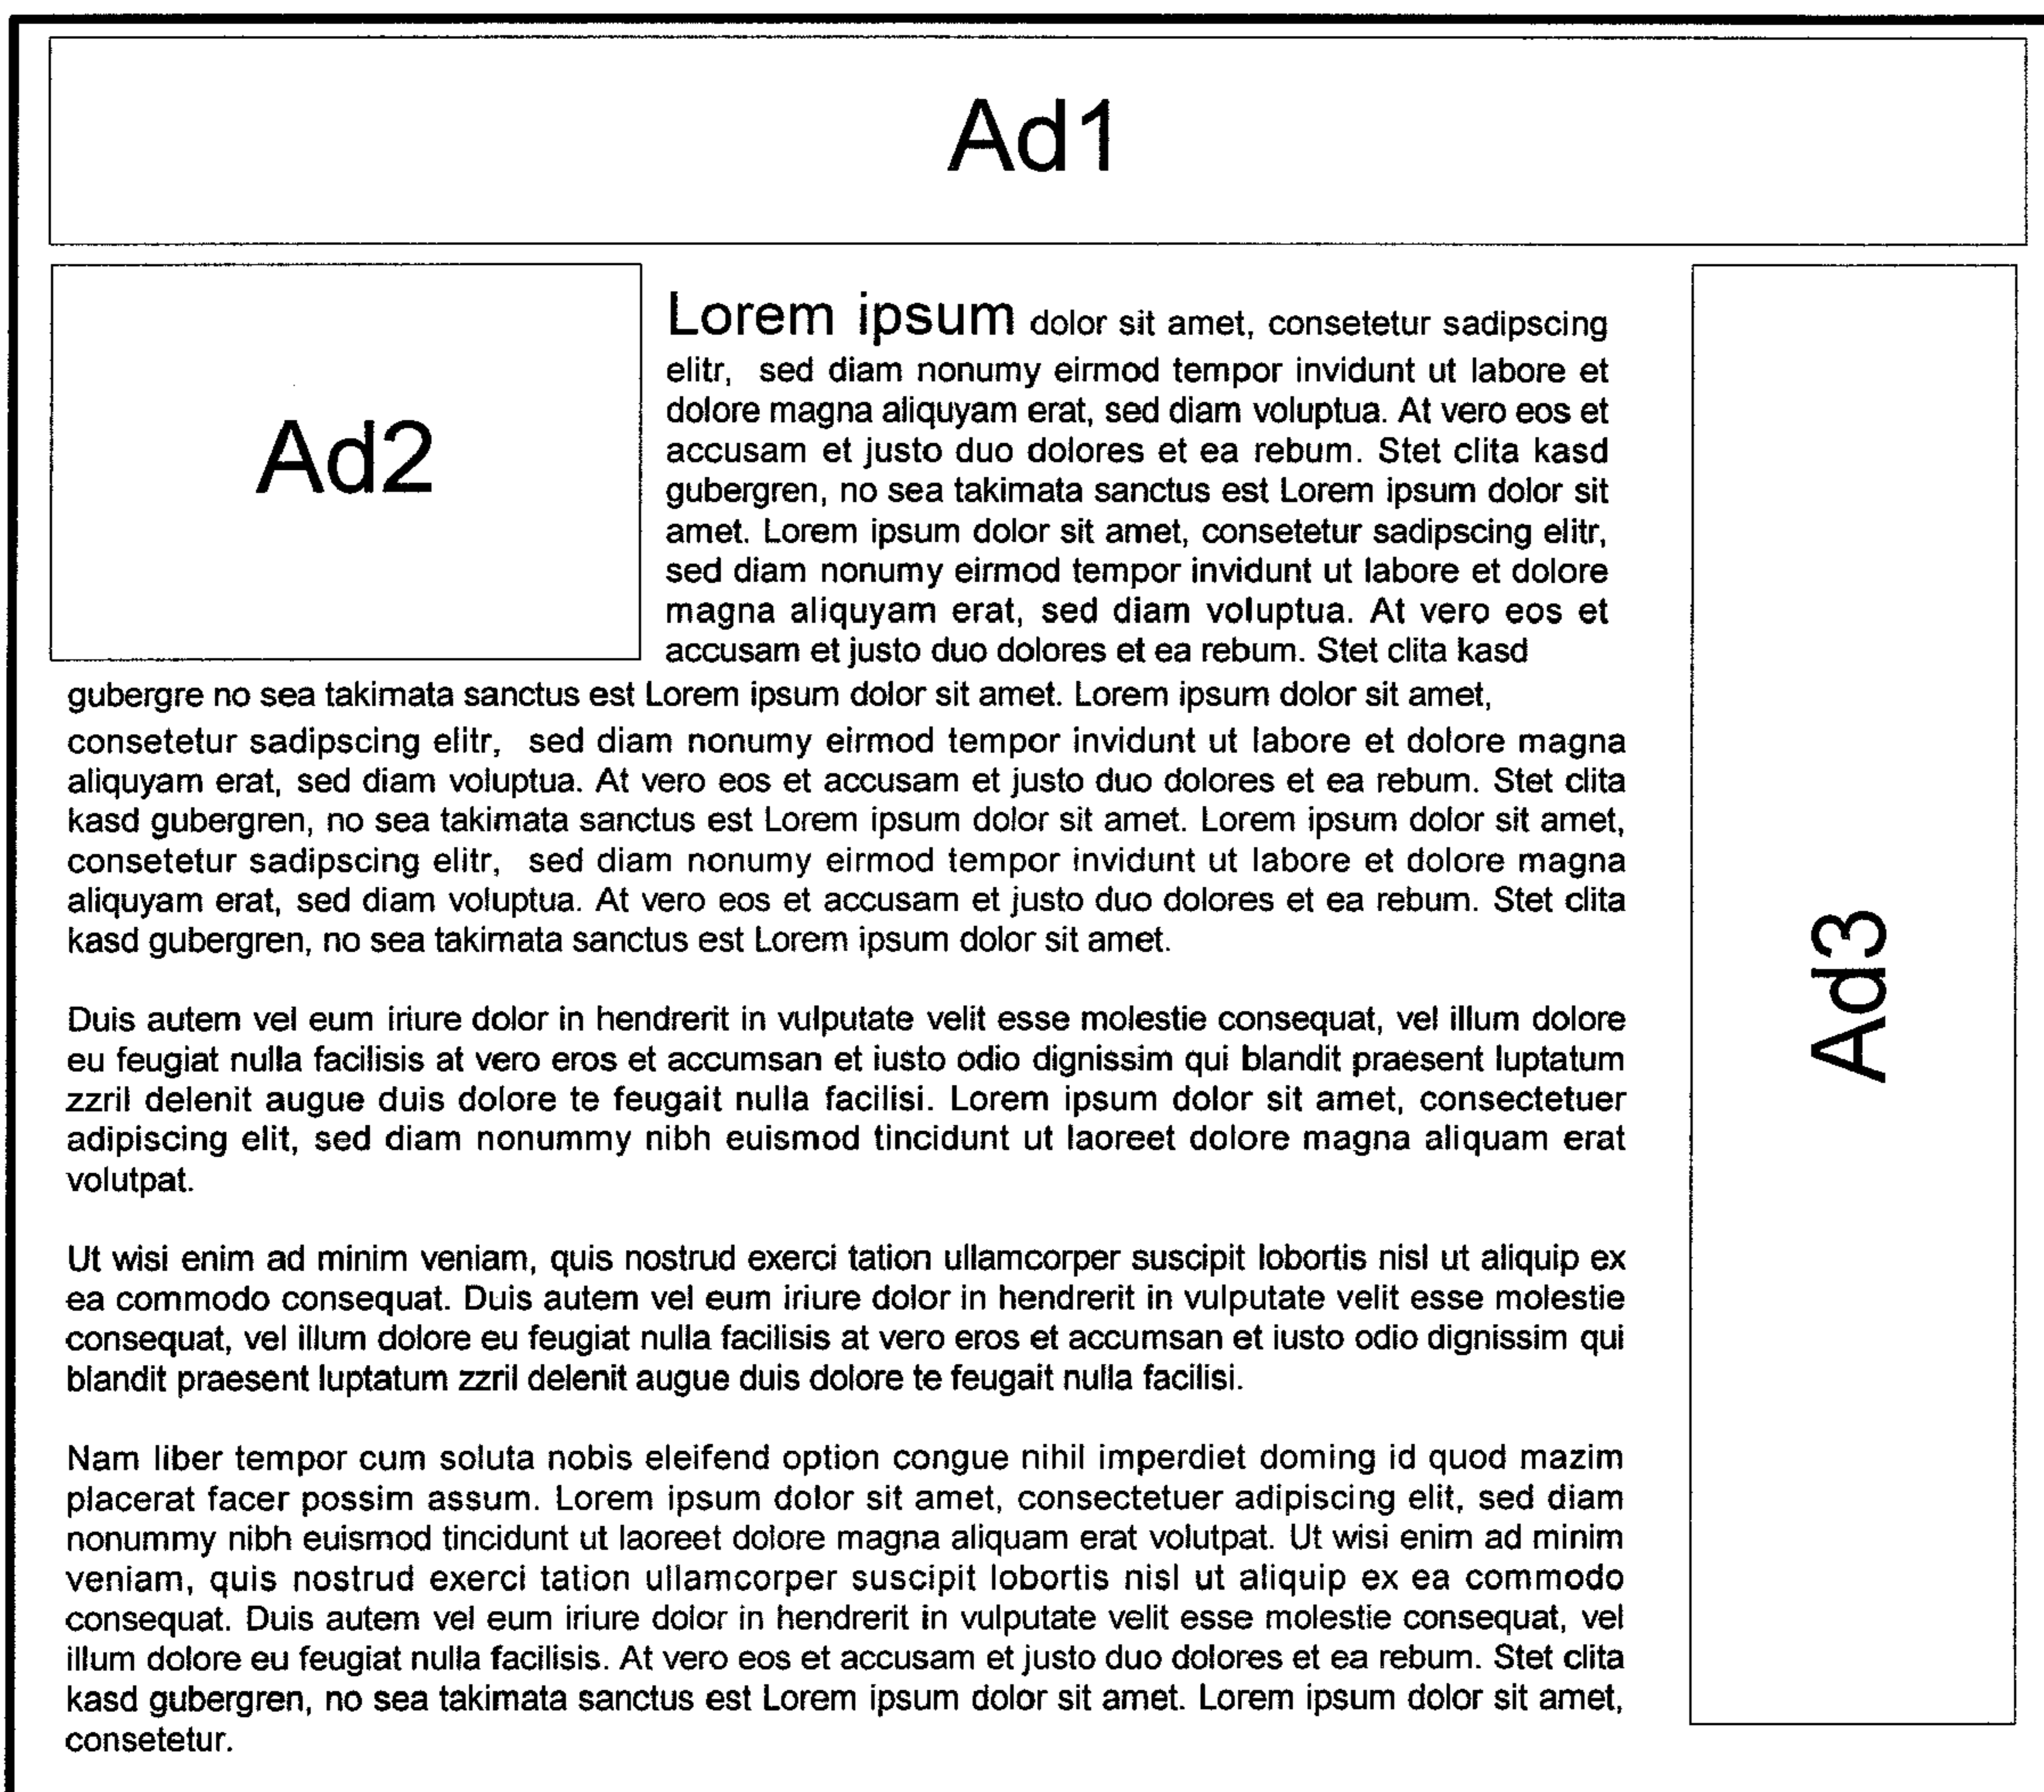 Ad1
Ad2
Lorem ipsum dolor sit amet, consetetur sadipscing
elitr, sed diam nonumy eirmod tempor invidunt ut labore et
dolore magna aliquyam erat, sed diam voluptua. At vero eos et
accusam et justo duo dolores et ea rebum. Stet clita kasd
gubergren, no sea takimata sanctus est Lorem ipsum dolor sit
amet. Lorem ipsum dolor sit amet, consetetur sadipscing elitr,
sed diam nonumy eirmod tempor invidunt ut labore et dolore
magna aliquyam erat, sed diam voluptua. At vero eos et
accusam et justo duo dolores et ea rebum. Stet clita kasd
gubergre no sea takimata sanctus est Lorem ipsum dolor sit amet. Lorem ipsum dolor sit amet,
consetetur sadipscing elitr, sed diam nonumy eirmod tempor invidunt ut labore et dolore magna
aliquyam erat, sed diam voluptua. At vero eos et accusam et justo duo dolores et ea rebum. Stet clita
kasd gubergren, no sea takimata sanctus est Lorem ipsum dolor sit amet. Lorem ipsum dolor sit amet,
consetetur sadipscing elitr, sed diam nonumy eirmod tempor invidunt ut labore et dolore magna
aliquyam erat, sed diam voluptua. At vero eos et accusam et justo duo dolores et ea rebum. Stet clita
kasd gubergren, no sea takimata sanctus est Lorem ipsum dolor sit amet.
Duis autem vel eum iriure dolor in hendrerit in vulputate velit esse molestie consequat, vel illum dolore
eu feugiat nulla facilisis at vero eros et accumsan et iusto odio dignissim qui blandit praesent luptatum
zzril delenit augue duis dolore te feugait nulla facilisi. Lorem ipsum dolor sit amet, consectetuer
adipiscing elit, sed diam nonummy nibh euismod tincidunt ut laoreet dolore magna aliquam erat
volutpat.
Ut wisi enim ad minim veniam, quis nostrud exerci tation ullamcorper suscipit lobortis nisl ut aliquip ex
ea commodo consequat. Duis autem vel eum iriure dolor in hendrerit in vulputate velit esse molestie
consequat, vel illum dolore eu feugiat nulla facilisis at vero eros et accumsan et iusto odio dignissim qui
blandit praesent luptatum zzril delenit augue duis dolore te feugait nulla facilisi.
Nam liber tempor cum soluta nobis eleifend option congue nihil imperdiet doming id quod mazim
placerat facer possim assum. Lorem ipsum dolor sit amet, consectetuer adipiscing elit, sed diam
nonummy nibh euismod tincidunt ut laoreet dolore magna aliquam erat volutpat. Ut wisi enim ad minim
veniam, quis nostrud exerci tation ullamcorper suscipit lobortis nisl ut aliquip ex ea commodo
consequat. Duis autem vel eum iriure dolor in hendrerit in vulputate velit esse molestie consequat, vel
illum dolore eu feugiat nulla facilisis. At vero eos et accusam et justo duo dolores et ea rebum. Stet clita
kasd gubergren, no sea takimata sanctus est Lorem ipsum dolor sit amet. Lorem ipsum dolor sit amet,
consetetur.
Ad3